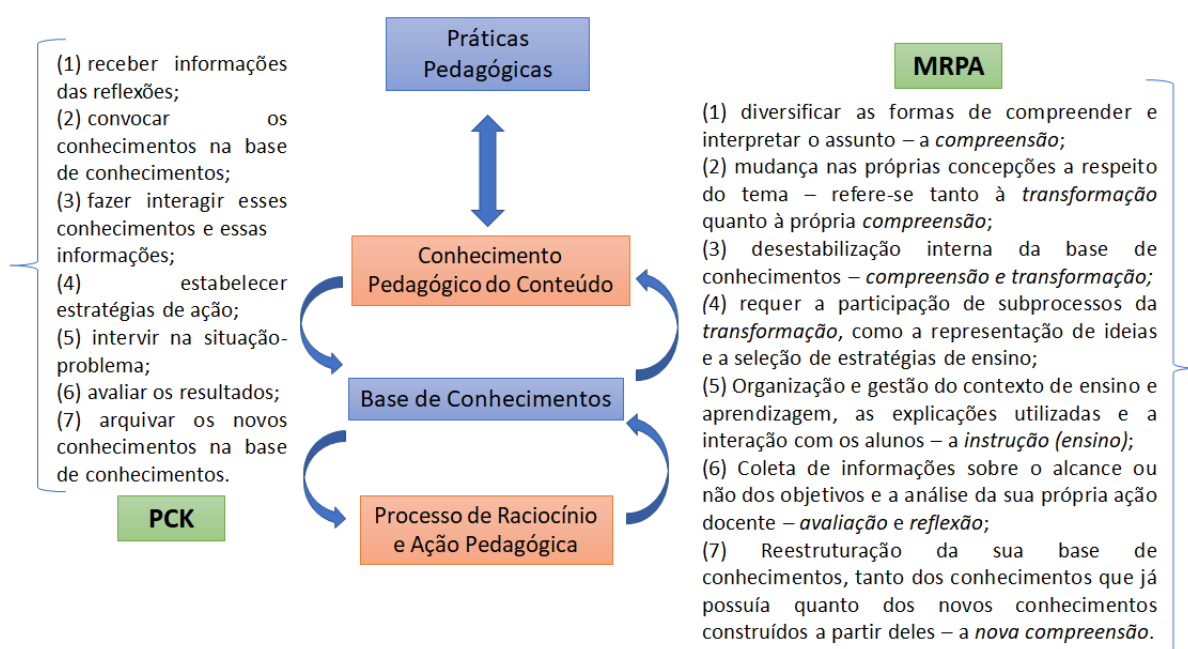 (1) receber informações
das reflexões;
(2) convocar os
conhecimentos na base
de conhecimentos;
(3) fazer interagir esses
conhecimentos e essas
informações;
(4) estabelecer
estratégias de ação;
(5) intervir na situação-
problema;
(6) avaliar os resultados;
(7) arquivar os novos
conhecimentos na base
de conhecimentos.
PCK
Práticas
Pedagógicas
Conhecimento
Pedagógico do Conteúdo
Base de Conhecimentos
Processo de Raciocínio
e Ação Pedagógica
MRPA
(1) diversificar as formas de compreender e
interpretar o assunto – a compreensão;
(2) mudança nas próprias concepções a respeito
do tema – refere-se tanto à transformação
quanto à própria compreensão;
(3) desestabilização interna da base de
conhecimentos – compreensão e transformação;
(4) requer a participação de subprocessos da
transformação, como a representação de ideias
e a seleção de estratégias de ensino;
(5) Organização e gestão do contexto de ensino e
aprendizagem, as explicações utilizadas e a
interação com os alunos – a instrução (ensino);
(6) Coleta de informações sobre o alcance ou
não dos objetivos e a análise da sua própria ação
docente – avaliação e reflexão;
(7) Reestruturação da sua base de
conhecimentos, tanto dos conhecimentos que já
possuía quanto dos novos conhecimentos
construídos a partir deles – a nova compreensão.